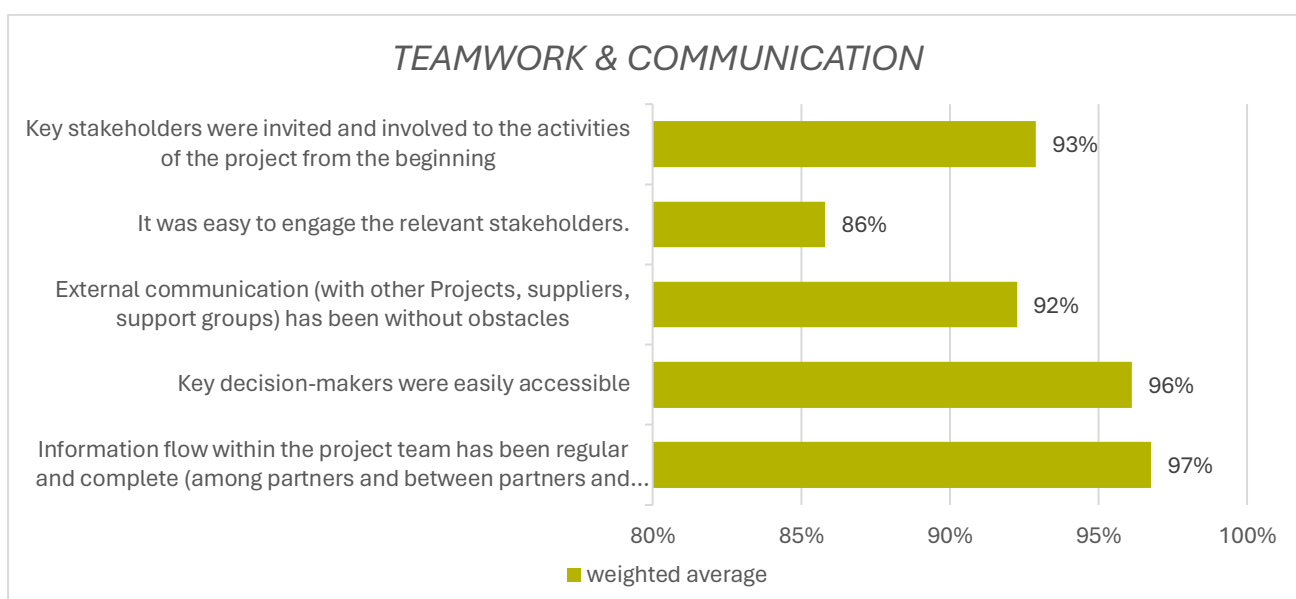 TEAMWORK & COMMUNICATION
Key stakeholders were invited and involved to the activities
of the project from the beginning
93%
It was easy to engage the relevant stakeholders.
86%
External communication (with other Projects, suppliers,
support groups) has been without obstacles
92%
Key decision-makers were easily accessible
96%
Information flow within the project team has been regular
and complete (among partners and between partners and...
97%
80% 85% 90% 95% 100%
weighted average